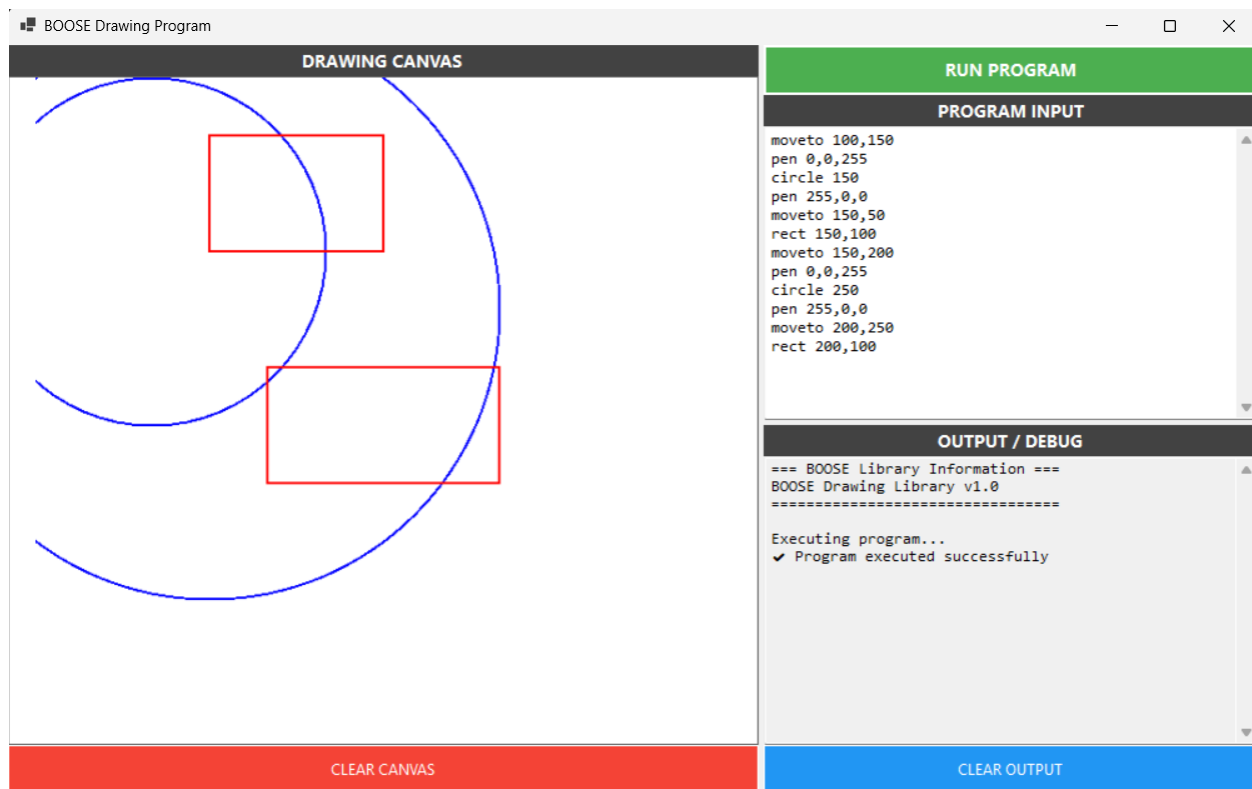 BOOSE Drawing Program
DRAWING CANVAS
RUN PROGRAM
PROGRAM INPUT
moveto 100,150
pen 0,0,255
circle 150
pen 255,0,0
moveto 150,50
rect 150,100
moveto 150,200
pen 0,0,255
circle 250
pen 255,0,0
moveto 200,250
rect 200,100
OUTPUT / DEBUG
=== BOOSE Library Information ===
BOOSE Drawing Library v1.0
=================================
Executing program...
✔ Program executed successfully
CLEAR CANVAS
CLEAR OUTPUT